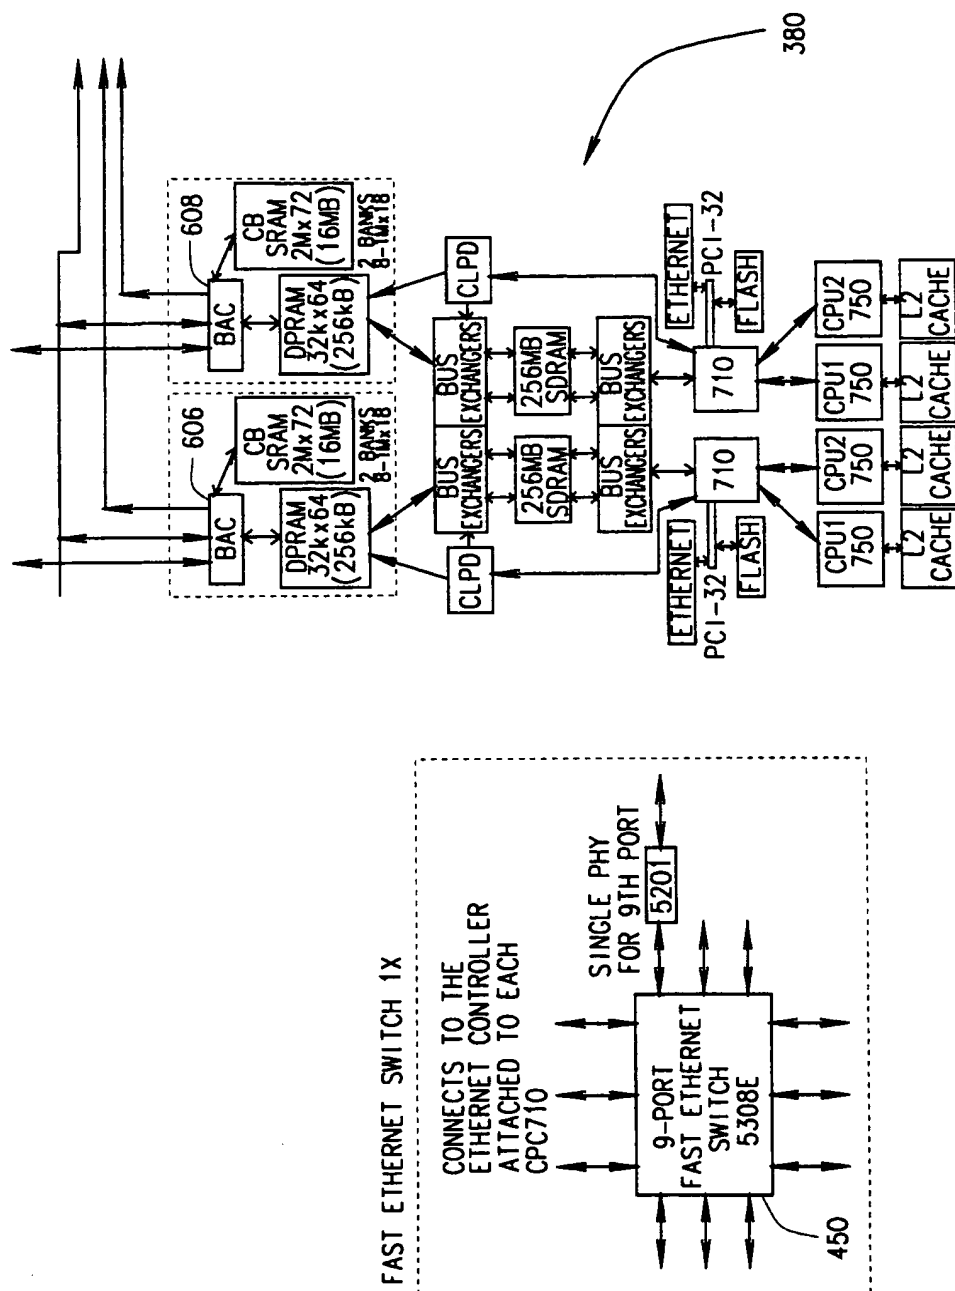 380
608
BAC
CB
SRAM
2Mx72
(16MB)
2 BANKS
8-1Mx18
DPRAM
32kx64
(256kB)
606
BAC
CB
SRAM
2Mx72
(16MB)
2 BANKS
8-1Mx18
DPRAM
32kx64
(256kB)
CLPD
BUS
EXCHANGERS
BUS
EXCHANGERS
CLPD
256MB
SDRAM
256MB
SDRAM
BUS
EXCHANGERS
BUS
EXCHANGERS
ETHERNET
PCI-32
FLASH
710
710
ETHERNET
PCI-32
FLASH
CPU2
750
CPU1
750
CPU2
750
CPU1
750
L2
CACHE
L2
CACHE
L2
CACHE
L2
CACHE
FAST ETHERNET SWITCH 1X
CONNECTS TO THE
ETHERNET CONTROLLER
ATTACHED TO EACH
CPC710
SINGLE PHY
FOR 9TH PORT
5201
9-PORT
FAST ETHERNET
SWITCH
5308E
450